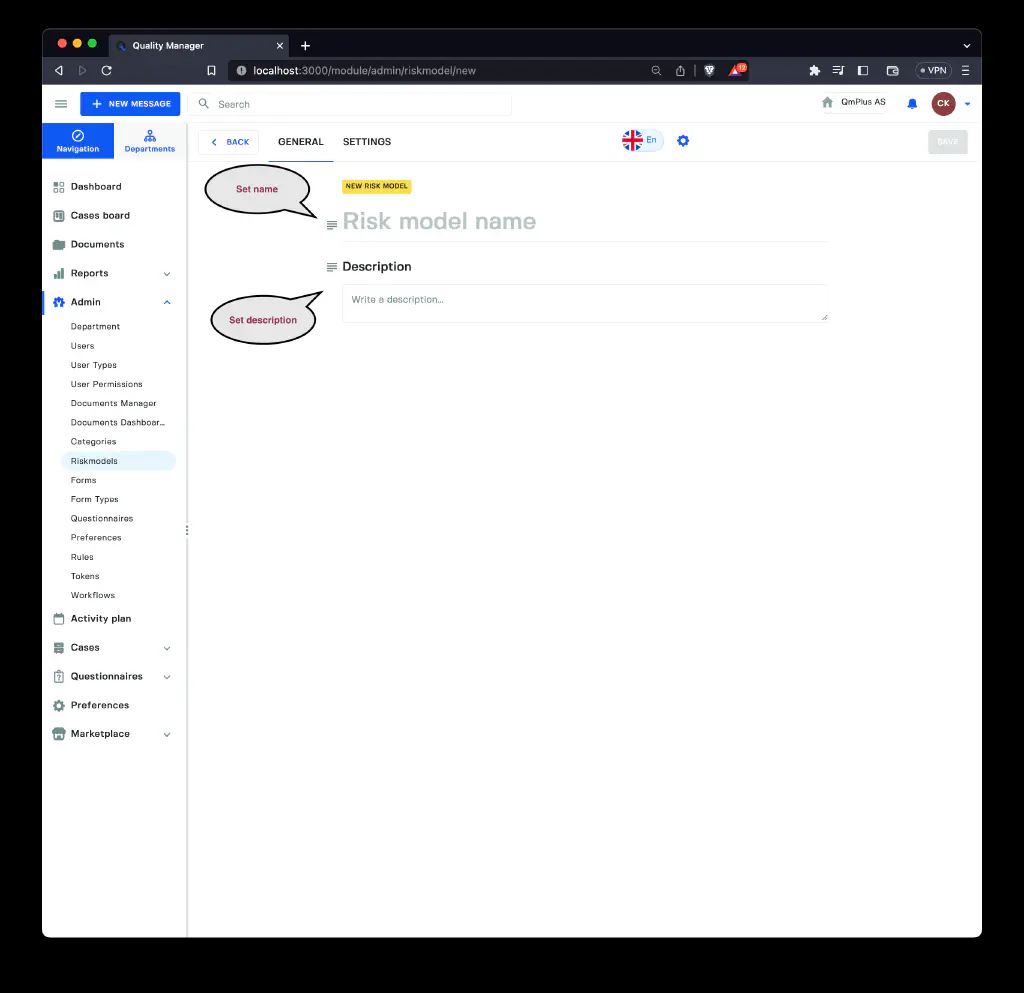 Quality Manager
localhost:3000/module/admin/riskmodel/new
12
VPN
NEW MESSAGE
Search
QmPlus AS
CK
Navigation
Departments
BACK
GENERAL
SETTINGS
En
SAVE
Dashboard
Cases board
Documents
Reports
Admin
Department
Users
User Types
User Permissions
Documents Manager
Documents Dashboar...
Categories
Riskmodels
Forms
Form Types
Questionnaires
Preferences
Rules
Tokens
Workflows
Activity plan
Cases
Questionnaires
Preferences
Marketplace
Set name
NEW RISK MODEL
Risk model name
Description
Set description
Write a description...